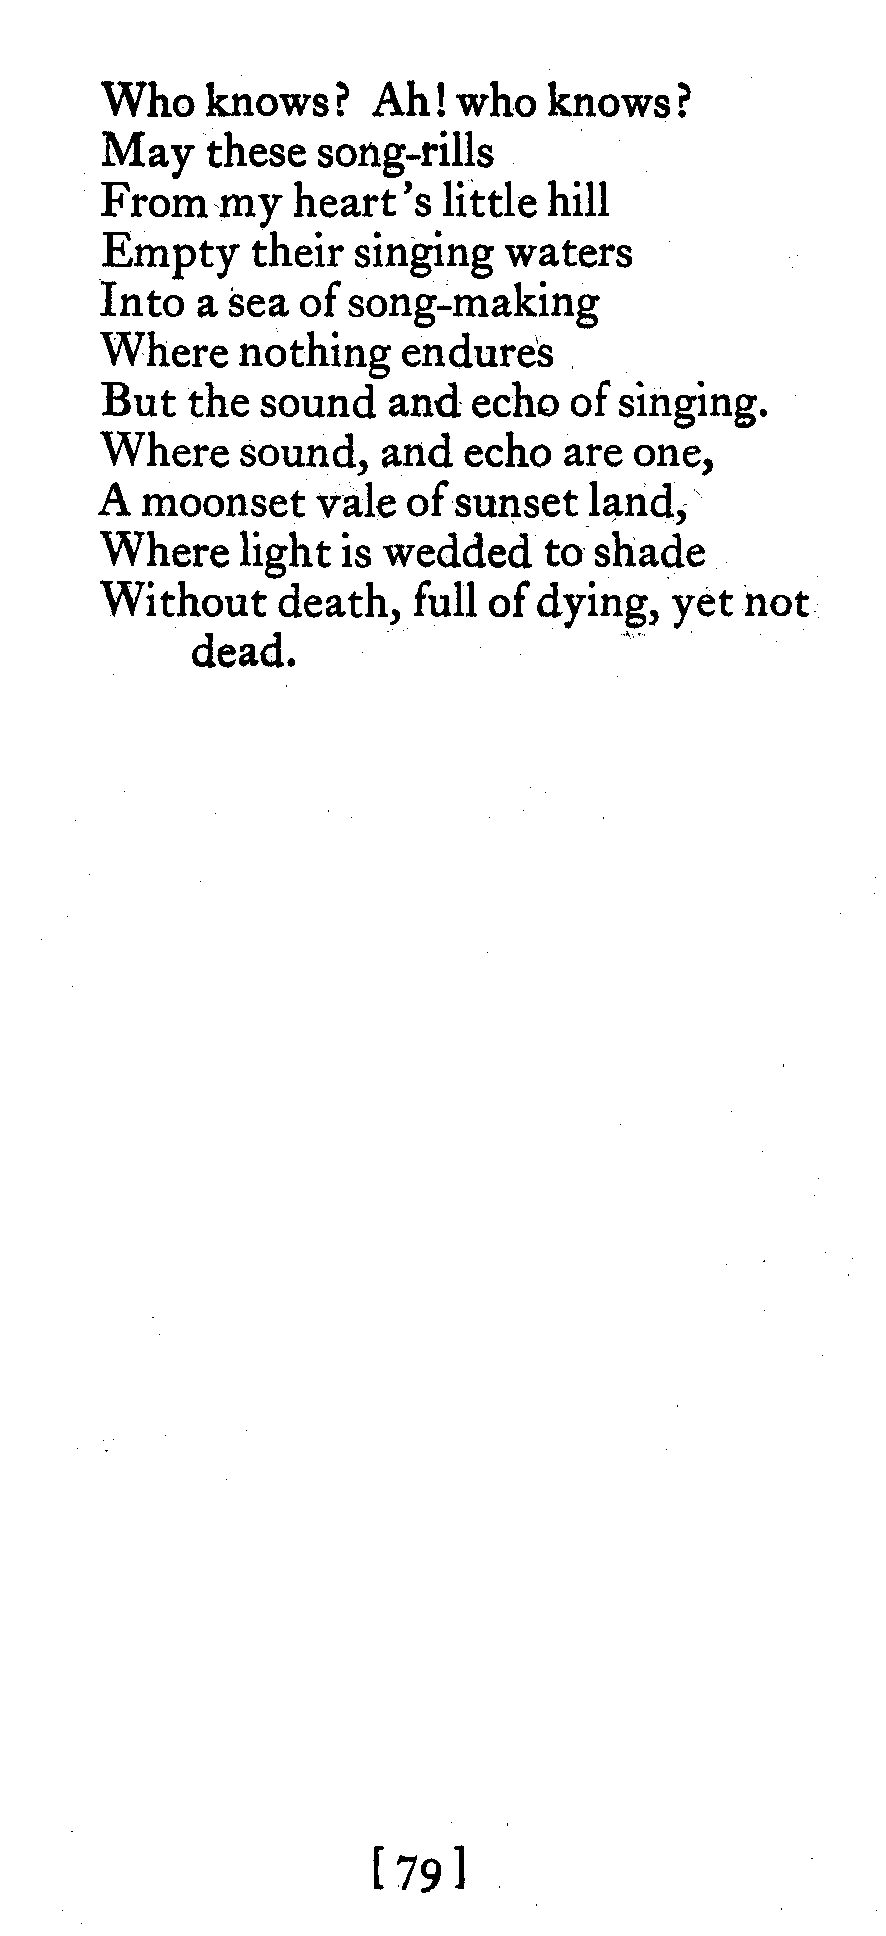 Who knows? Ah! who knows?
May these song-rills
From my heart's little hill
Empty their singing waters
Into a sea of song-making
Where nothing endures
But the sound and echo of singing.
Where sound, and echo are one,
A moonset vale of sunset land,
Where light is wedded to shade
Without death, full of dying, yet not
dead.
[ 79 ]